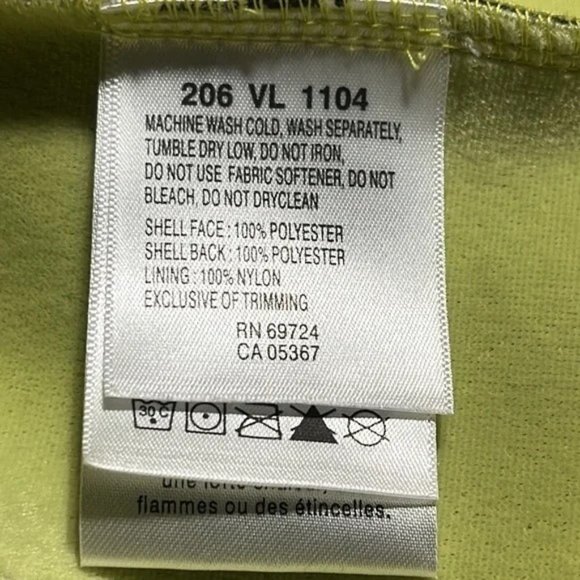 206 VL 1104
MACHINE WASH COLD, WASH SEPARATELY,
TUMBLE DRY LOW, DO NOT IRON,
DO NOT USE FABRIC SOFTENER, DO NOT
BLEACH, DO NOT DRYCLEAN
SHELL FACE : 100% POLYESTER
SHELL BACK : 100% POLYESTER
LINING : 100% NYLON
EXCLUSIVE OF TRIMMING
RN 69724
CA 05367
30 C
flammes ou des étincelles.